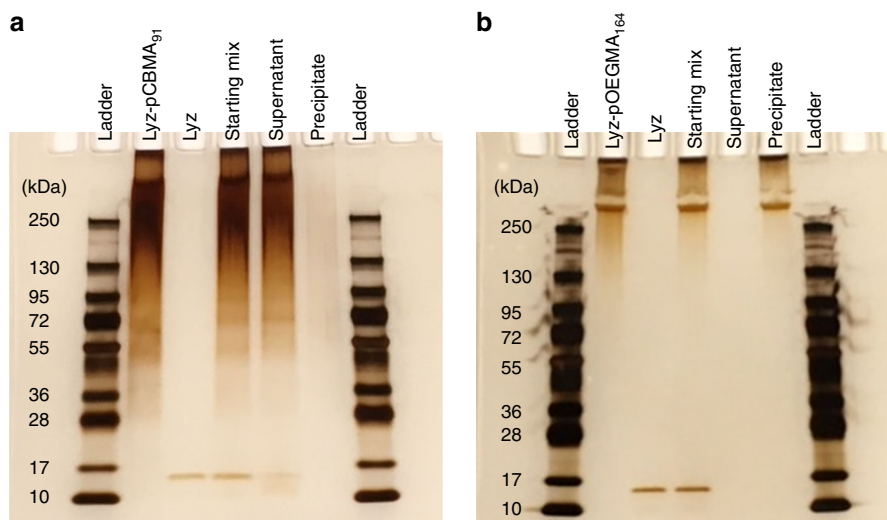 a
Ladder
Lyz-pCBMA91
Lyz
Starting mix
Supernatant
Precipitate
Ladder
(kDa)
250
130
95
72
55
36
28
17
10
b
Ladder
Lyz-pOEGMA164
Lyz
Starting mix
Supernatant
Precipitate
Ladder
(kDa)
250
130
95
72
55
36
28
17
10